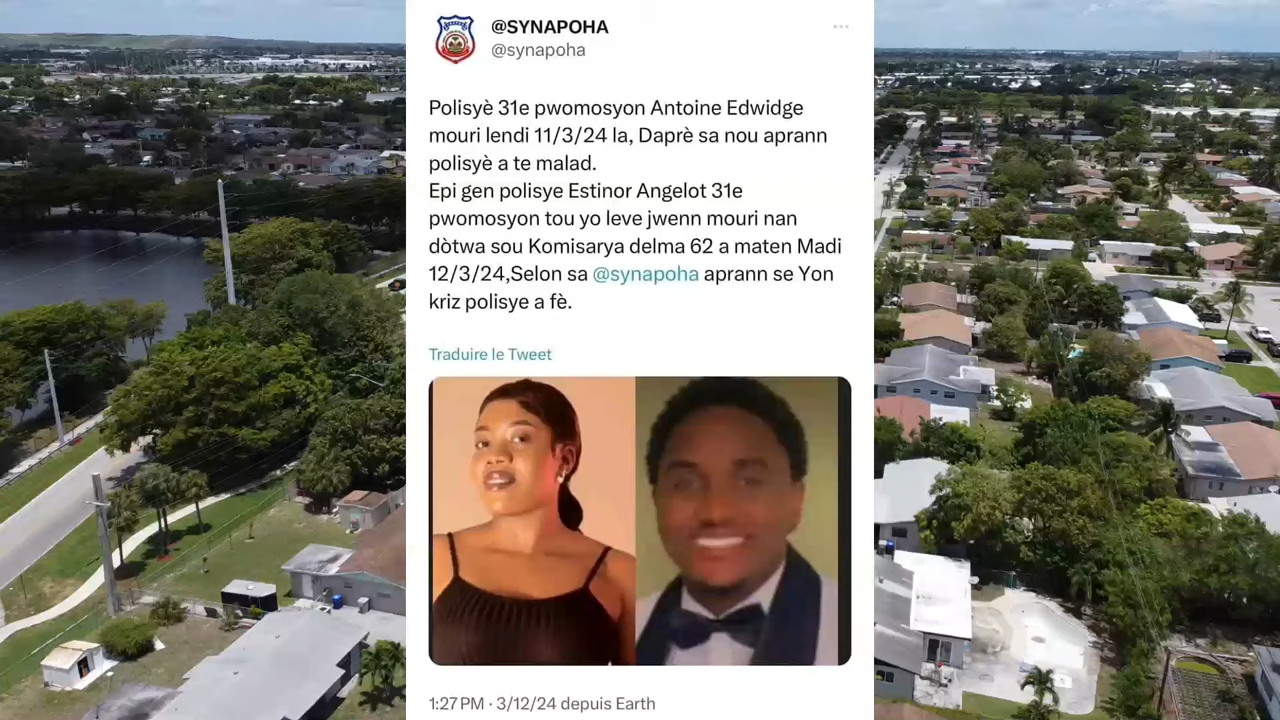 @SYNAPOHA
@synapoha
Polisyè 31e pwomosyon Antoine Edwidge
mouri lendi 11/3/24 la, Daprè sa nou aprann
polisyè a te malad.
Epi gen polisye Estinor Angelot 31e
pwomosyon tou yo leve jwenn mouri nan
dòtwa sou Komisarya delma 62 a maten Madi
12/3/24,Selon sa @synapoha aprann se Yon
kriz polisye a fè.
Traduire le Tweet
1:27 PM · 3/12/24 depuis Earth